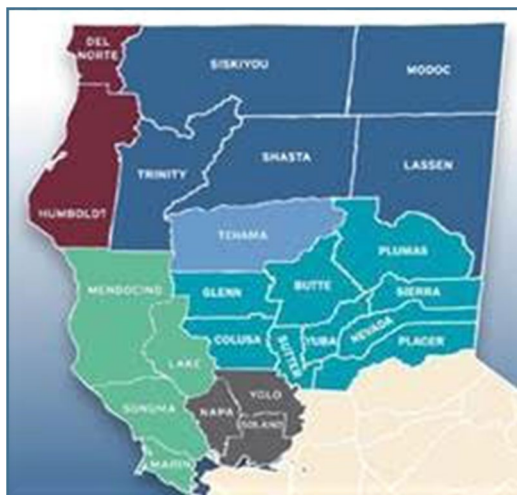 DEL
NORTE
SISKIYOU
MODOC
TRINITY
SHASTA
LASSEN
HUMBOLDT
TEHAMA
PLUMAS
MENDOCINO
GLENN
BUTTE
SIERRA
COLUSA
SUTTER
YUBA
NEVADA
PLACER
LAKE
SONOMA
NAPA
YOLO
SOLANO
MARIN